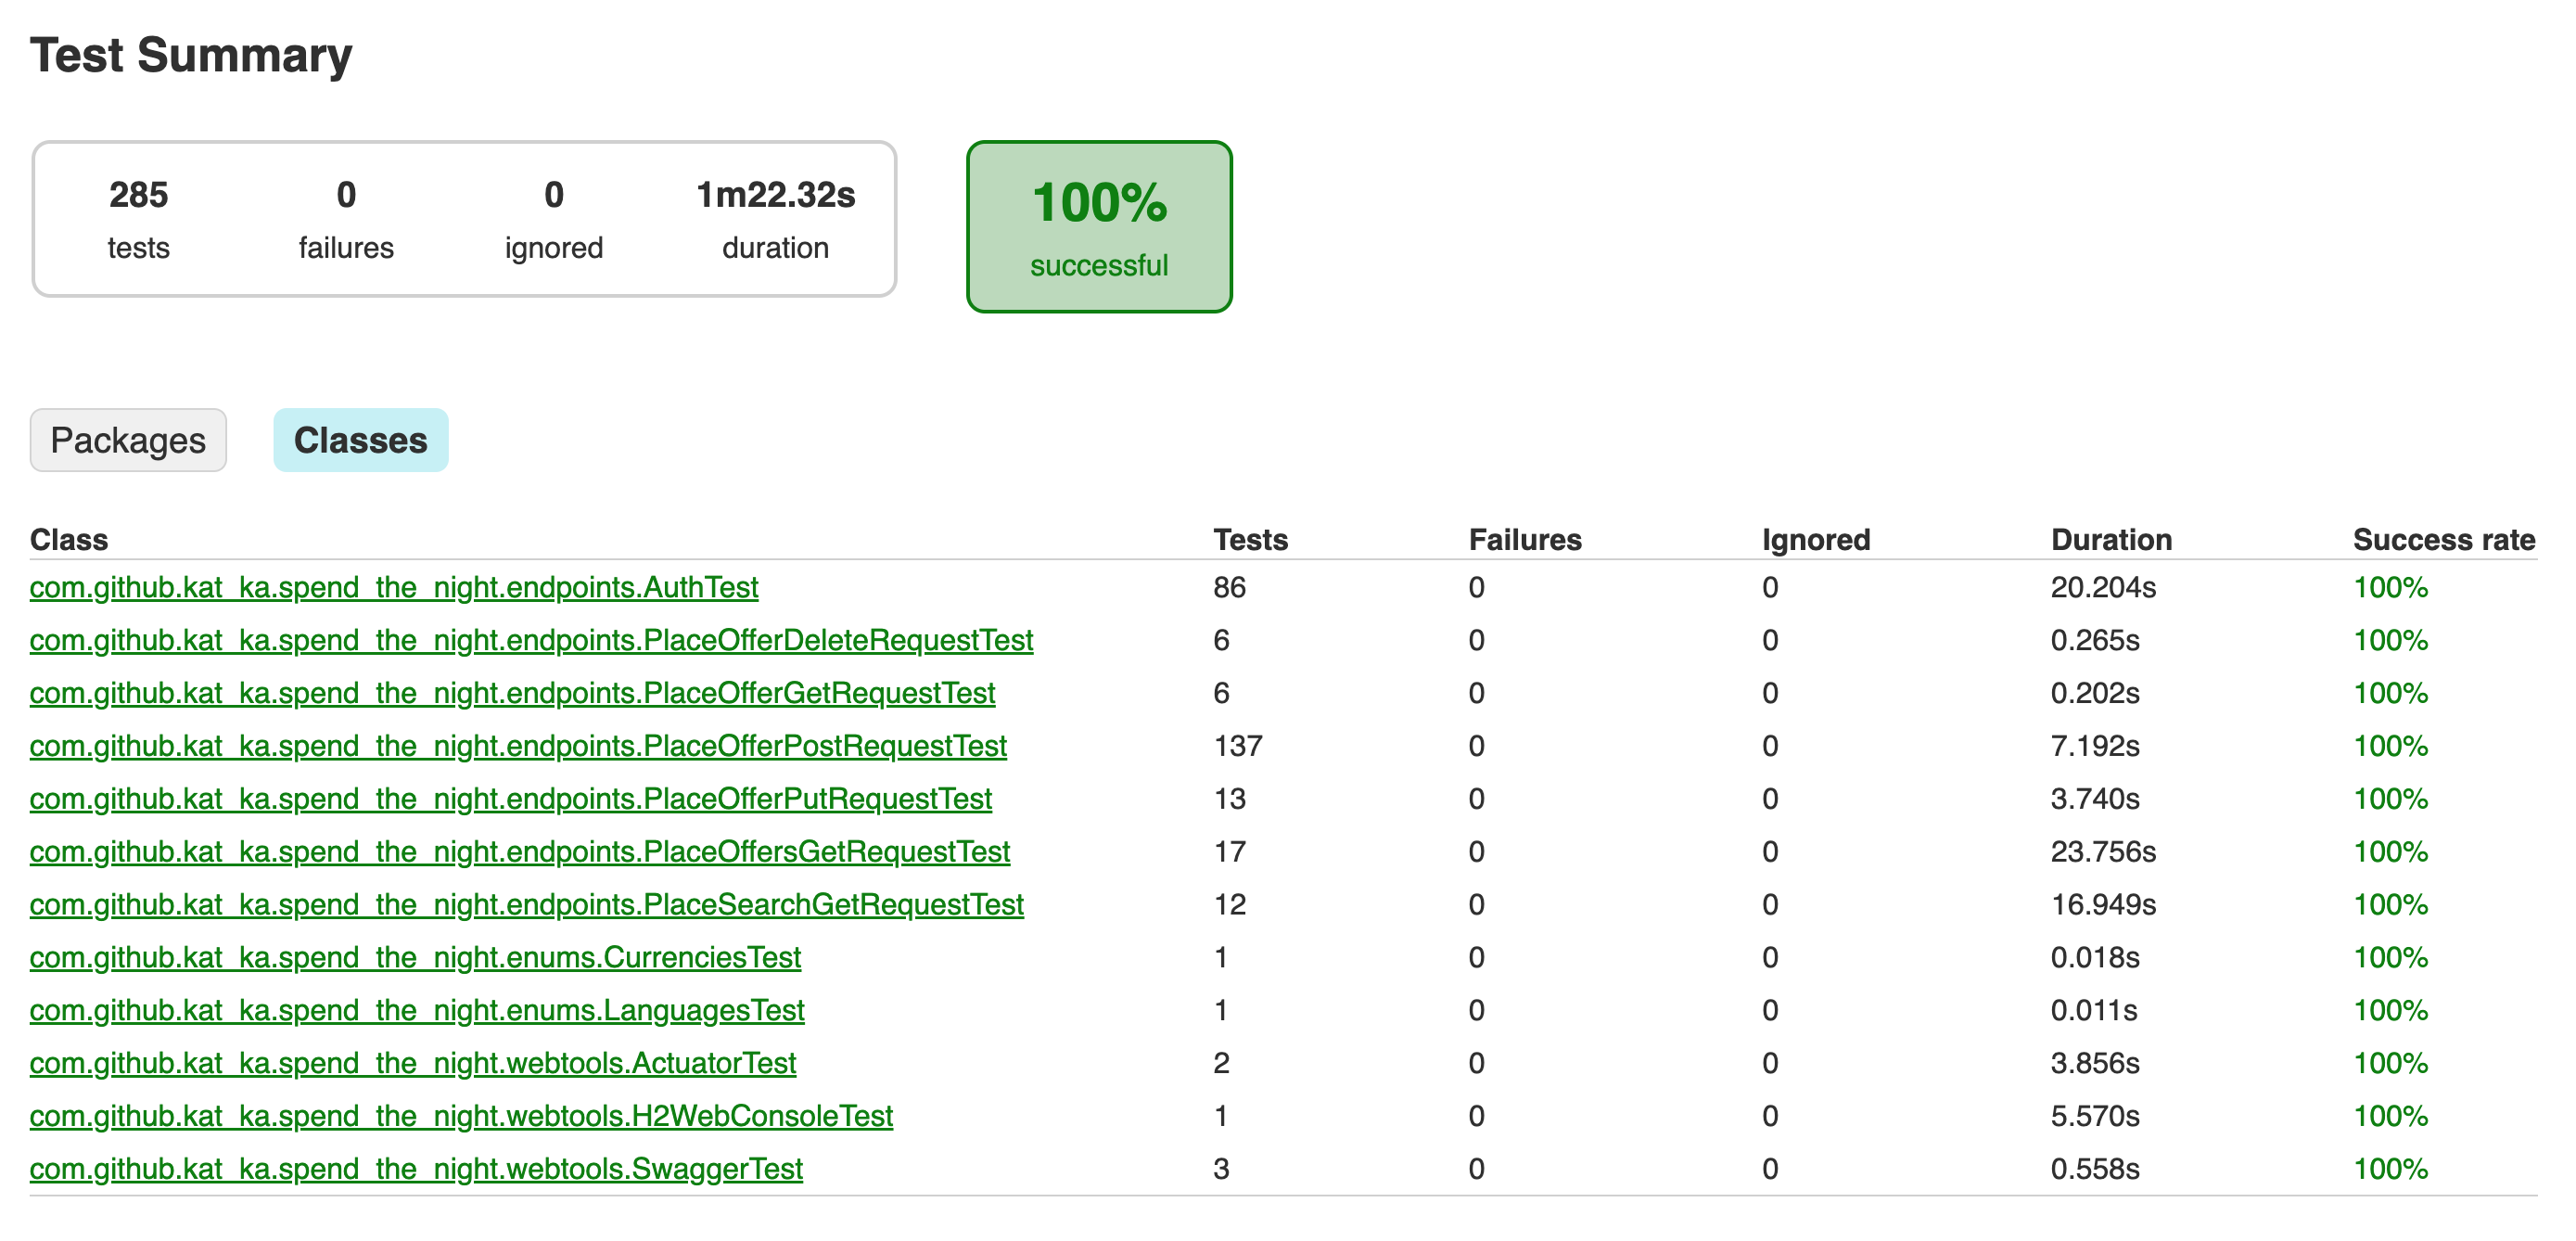 Test Summary
285 0 0 1m22.32s
tests failures ignored duration
100%
successful
Packages Classes
Class Tests Failures Ignored Duration Success rate
com.github.kat_ka.spend_the_night.endpoints.AuthTest 86 0 0 20.204s 100%
com.github.kat_ka.spend_the_night.endpoints.PlaceOfferDeleteRequestTest 6 0 0 0.265s 100%
com.github.kat_ka.spend_the_night.endpoints.PlaceOfferGetRequestTest 6 0 0 0.202s 100%
com.github.kat_ka.spend_the_night.endpoints.PlaceOfferPostRequestTest 137 0 0 7.192s 100%
com.github.kat_ka.spend_the_night.endpoints.PlaceOfferPutRequestTest 13 0 0 3.740s 100%
com.github.kat_ka.spend_the_night.endpoints.PlaceOffersGetRequestTest 17 0 0 23.756s 100%
com.github.kat_ka.spend_the_night.endpoints.PlaceSearchGetRequestTest 12 0 0 16.949s 100%
com.github.kat_ka.spend_the_night.enums.CurrenciesTest 1 0 0 0.018s 100%
com.github.kat_ka.spend_the_night.enums.LanguagesTest 1 0 0 0.011s 100%
com.github.kat_ka.spend_the_night.webtools.ActuatorTest 2 0 0 3.856s 100%
com.github.kat_ka.spend_the_night.webtools.H2WebConsoleTest 1 0 0 5.570s 100%
com.github.kat_ka.spend_the_night.webtools.SwaggerTest 3 0 0 0.558s 100%